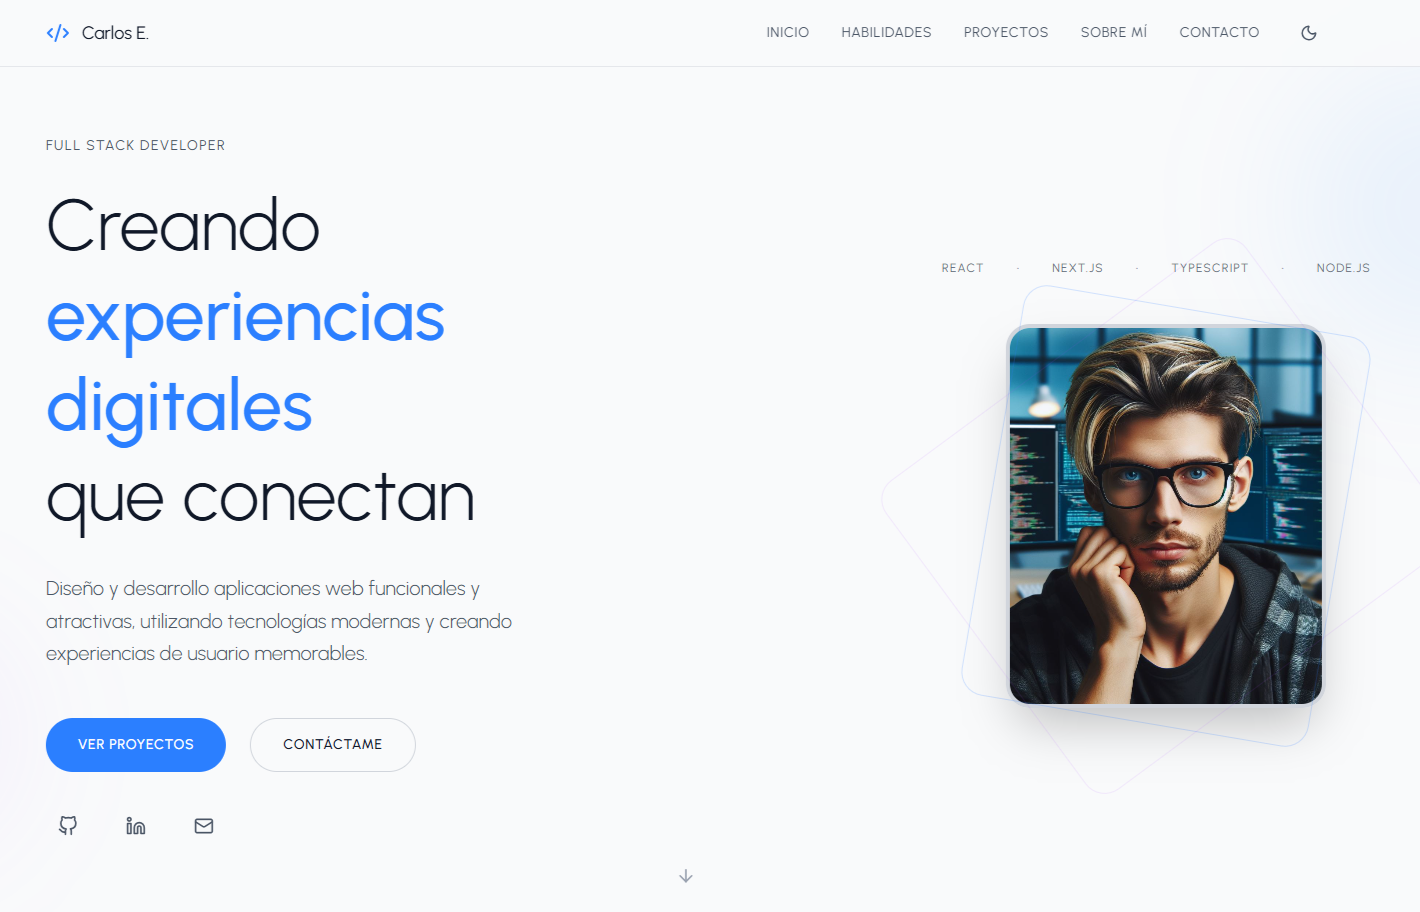 Carlos E.
INICIO HABILIDADES PROYECTOS SOBRE MÍ CONTACTO
FULL STACK DEVELOPER
Creando
experiencias
digitales
que conectan
Diseño y desarrollo aplicaciones web funcionales y
atractivas, utilizando tecnologías modernas y creando
experiencias de usuario memorables.
VER PROYECTOS
CONTÁCTAME
REACT · NEXT.JS · TYPESCRIPT · NODE.JS